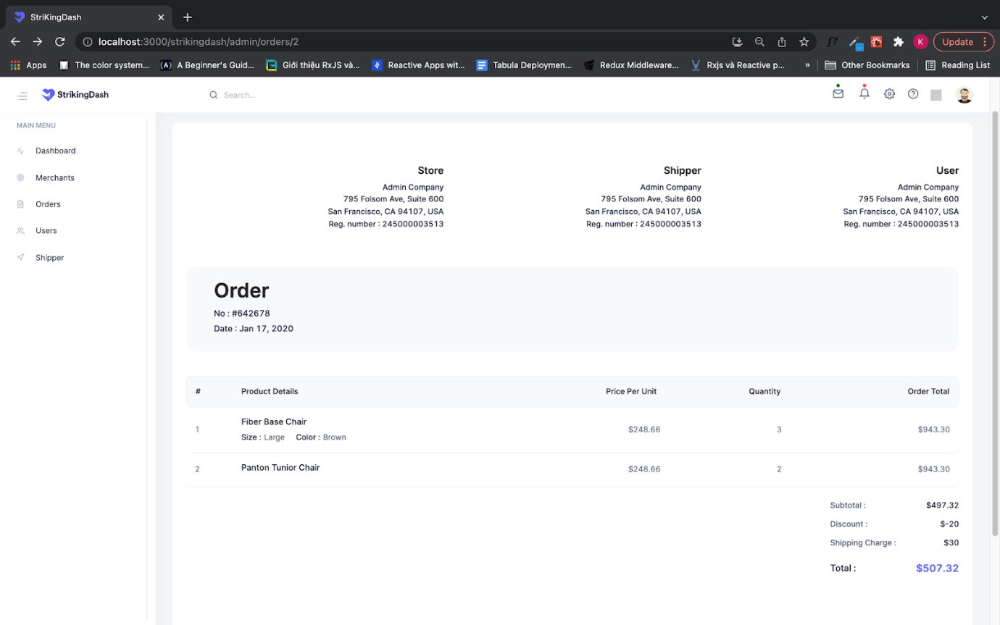 StriKingDash
localhost:3000/strikingdash/admin/orders/2
f?
K
Update
Apps
The color system...
(A) A Beginner's Guid...
Giới thiệu RxJS và...
Reactive Apps wit...
Tabula Deploymen...
Redux Middleware...
Rxjs và Reactive p...
»
Other Bookmarks
Reading List
StrikingDash
Search...
MAIN MENU
Dashboard
Merchants
Orders
Users
Shipper
Store
Admin Company
795 Folsom Ave, Suite 600
San Francisco, CA 94107, USA
Reg. number : 245000003513
Shipper
Admin Company
795 Folsom Ave, Suite 600
San Francisco, CA 94107, USA
Reg. number : 245000003513
User
Admin Company
795 Folsom Ave, Suite 600
San Francisco, CA 94107, USA
Reg. number : 245000003513
Order
No : #642678
Date : Jan 17, 2020
# Product Details Price Per Unit Quantity Order Total
1 Fiber Base Chair $248.66 3 $943.30
Size : Large Color : Brown
2 Panton Tunior Chair $248.66 2 $943.30
Subtotal : $497.32
Discount : $-20
Shipping Charge : $30
Total : $507.32